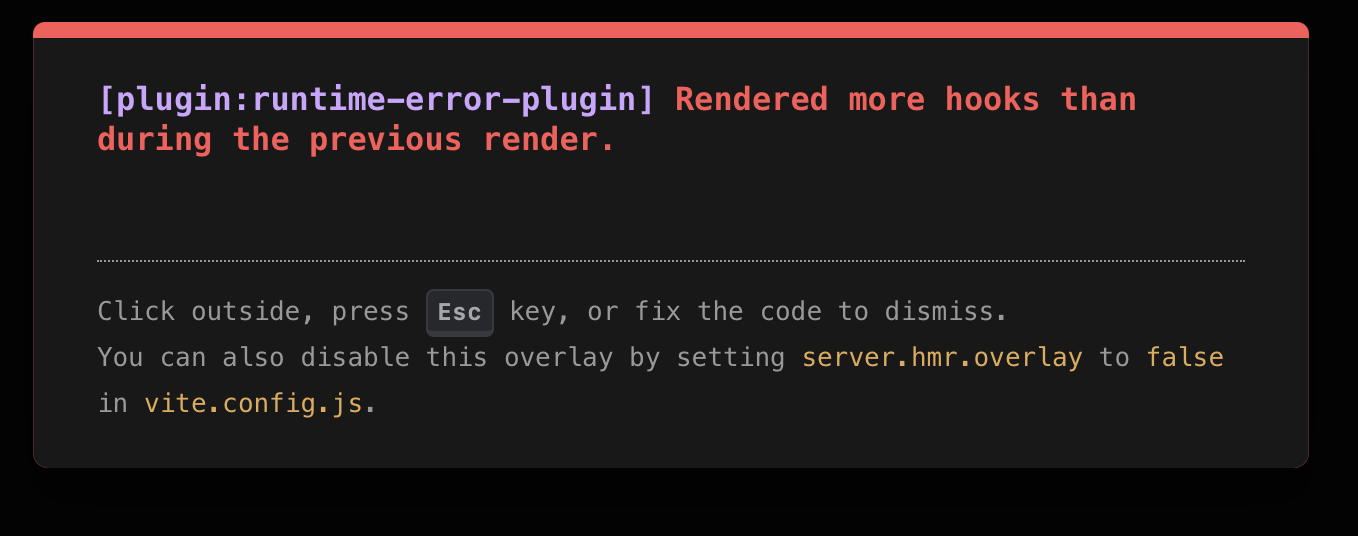 [plugin:runtime-error-plugin] Rendered more hooks than
during the previous render.
Click outside, press Esc key, or fix the code to dismiss.
You can also disable this overlay by setting server.hmr.overlay to false
in vite.config.js.